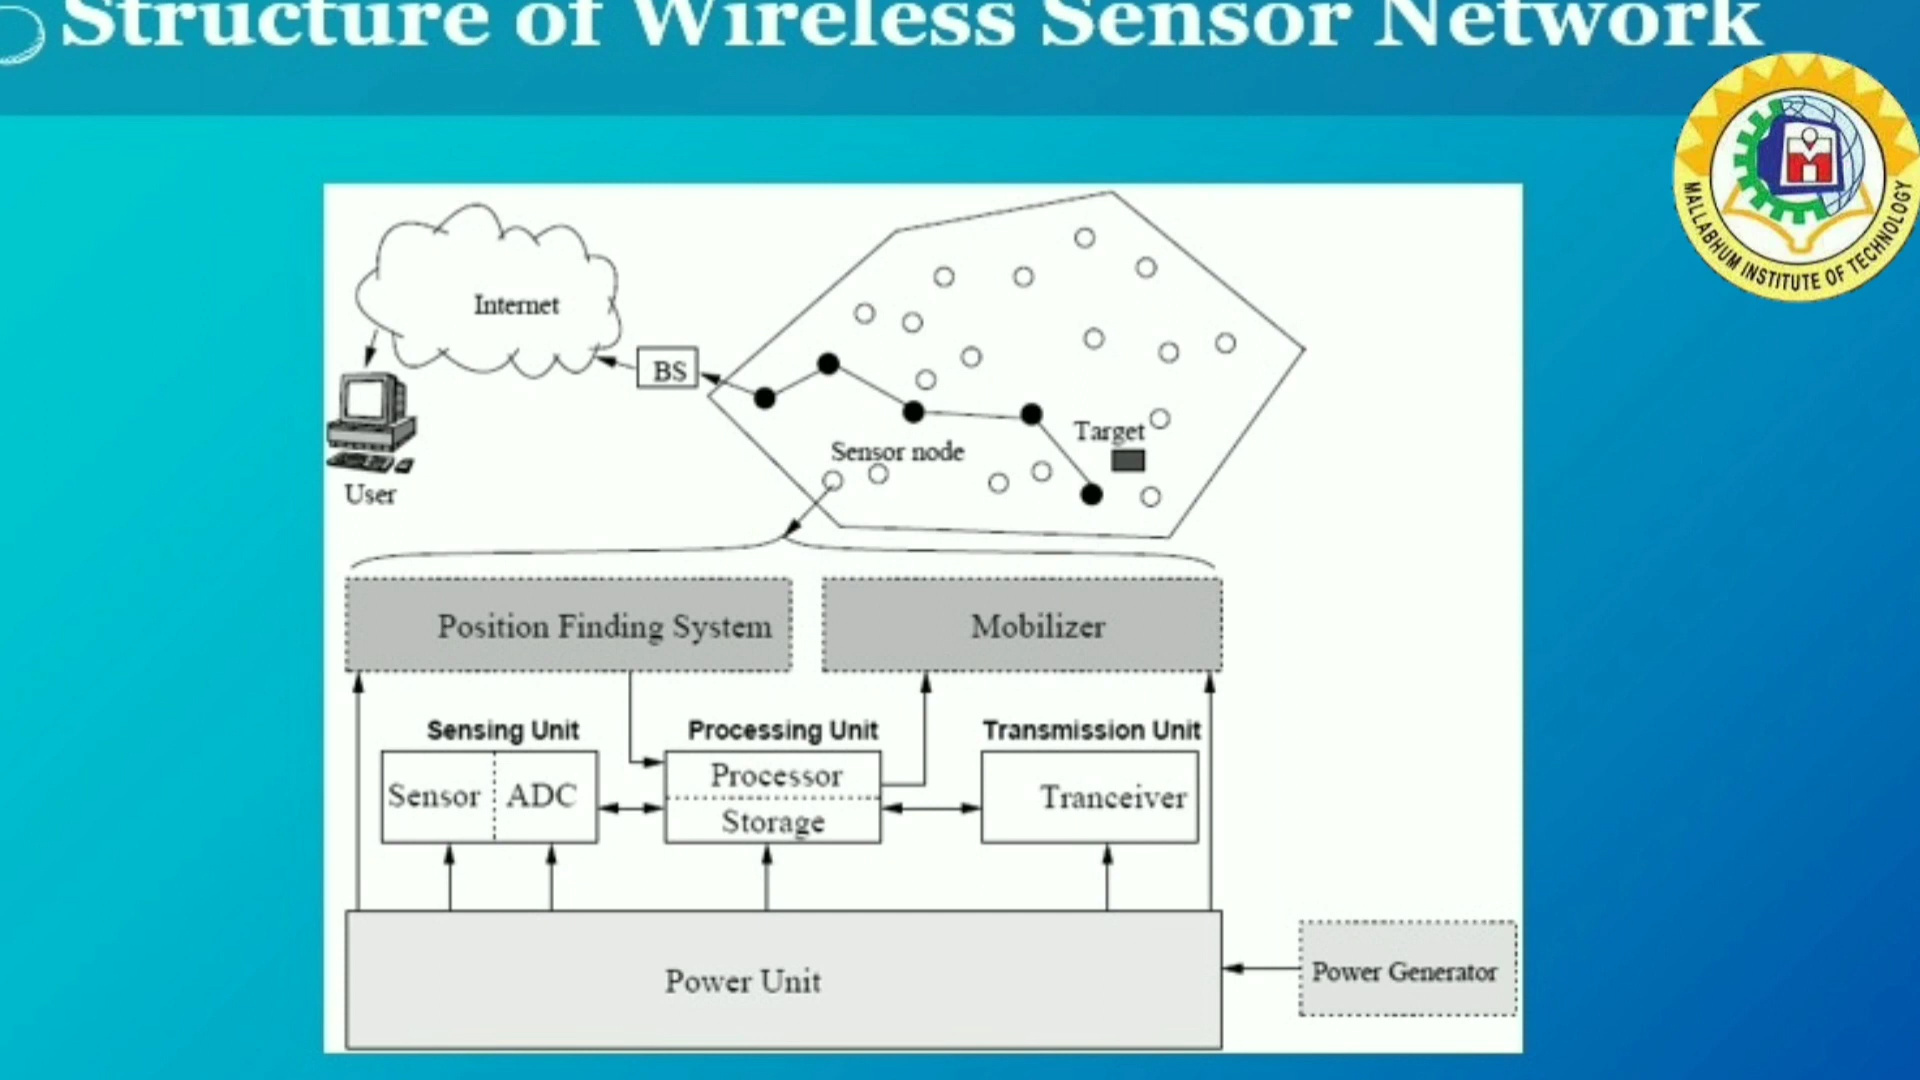 Structure of Wireless Sensor Network
MALLABHUM INSTITUTE OF TECHNOLOGY
M
Internet
BS
User
Target
Sensor node
Position Finding System
Mobilizer
Sensing Unit
Processing Unit
Transmission Unit
Sensor
ADC
Processor
Storage
Tranceiver
Power Unit
Power Generator